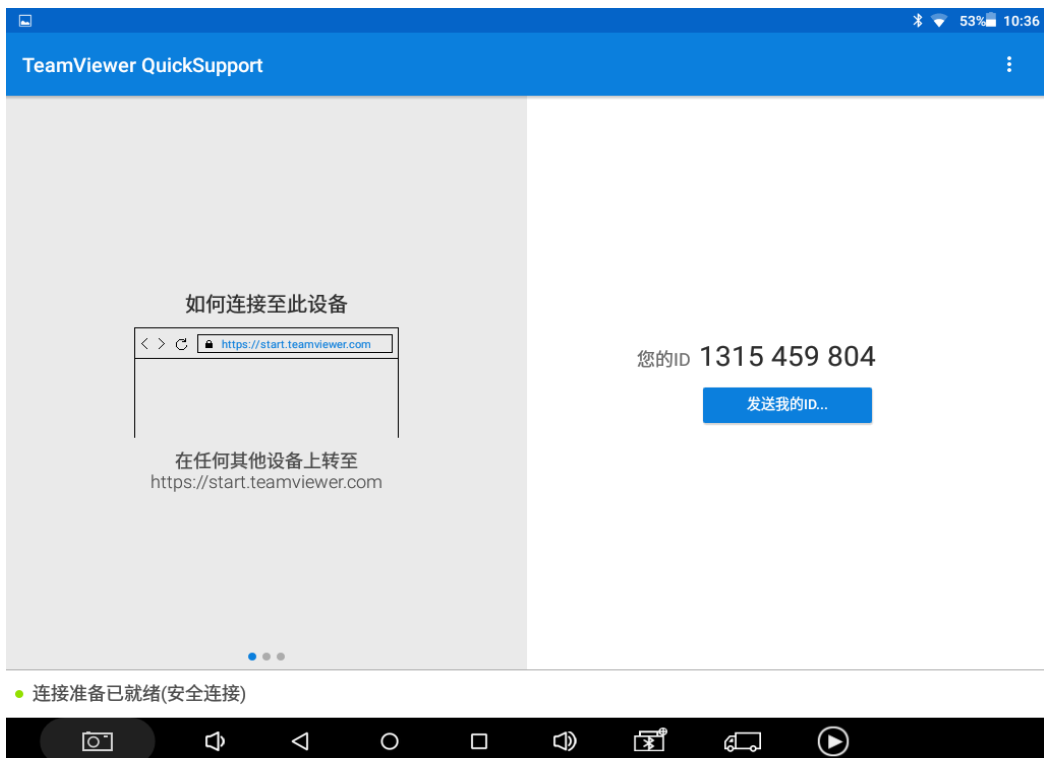 53% 10:36
TeamViewer QuickSupport
如何连接至此设备
https://start.teamviewer.com
在任何其他设备上转至
https://start.teamviewer.com
您的ID 1315 459 804
发送我的ID...
连接准备已就绪(安全连接)